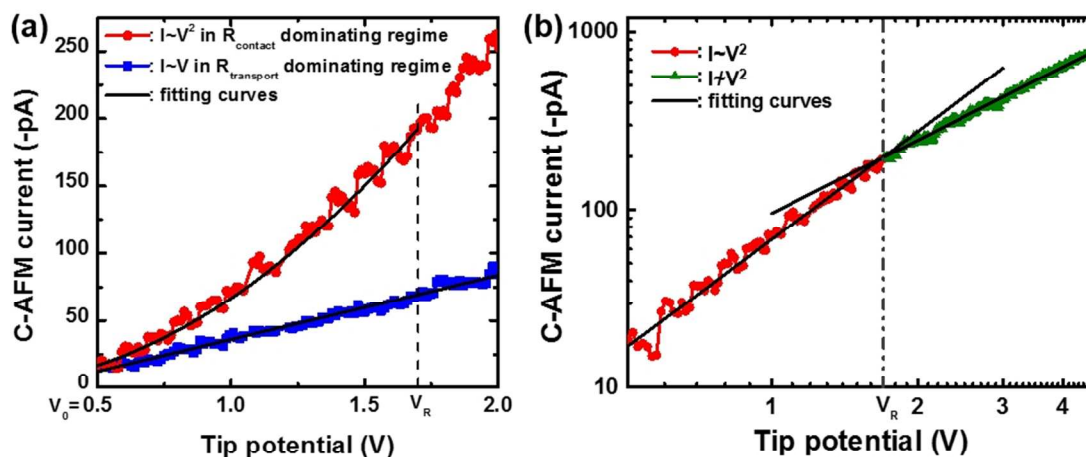 (a)
: I~V² in R_contact dominating regime
: I~V in R_transport dominating regime
: fitting curves
C-AFM current (-pA)
250
200
150
100
50
0
V₀=0.5
1.0
1.5
V_R
2.0
Tip potential (V)
(b)
: I~V²
: I≁V²
: fitting curves
C-AFM current (-pA)
1000
100
10
1
V_R
2
3
4
Tip potential (V)